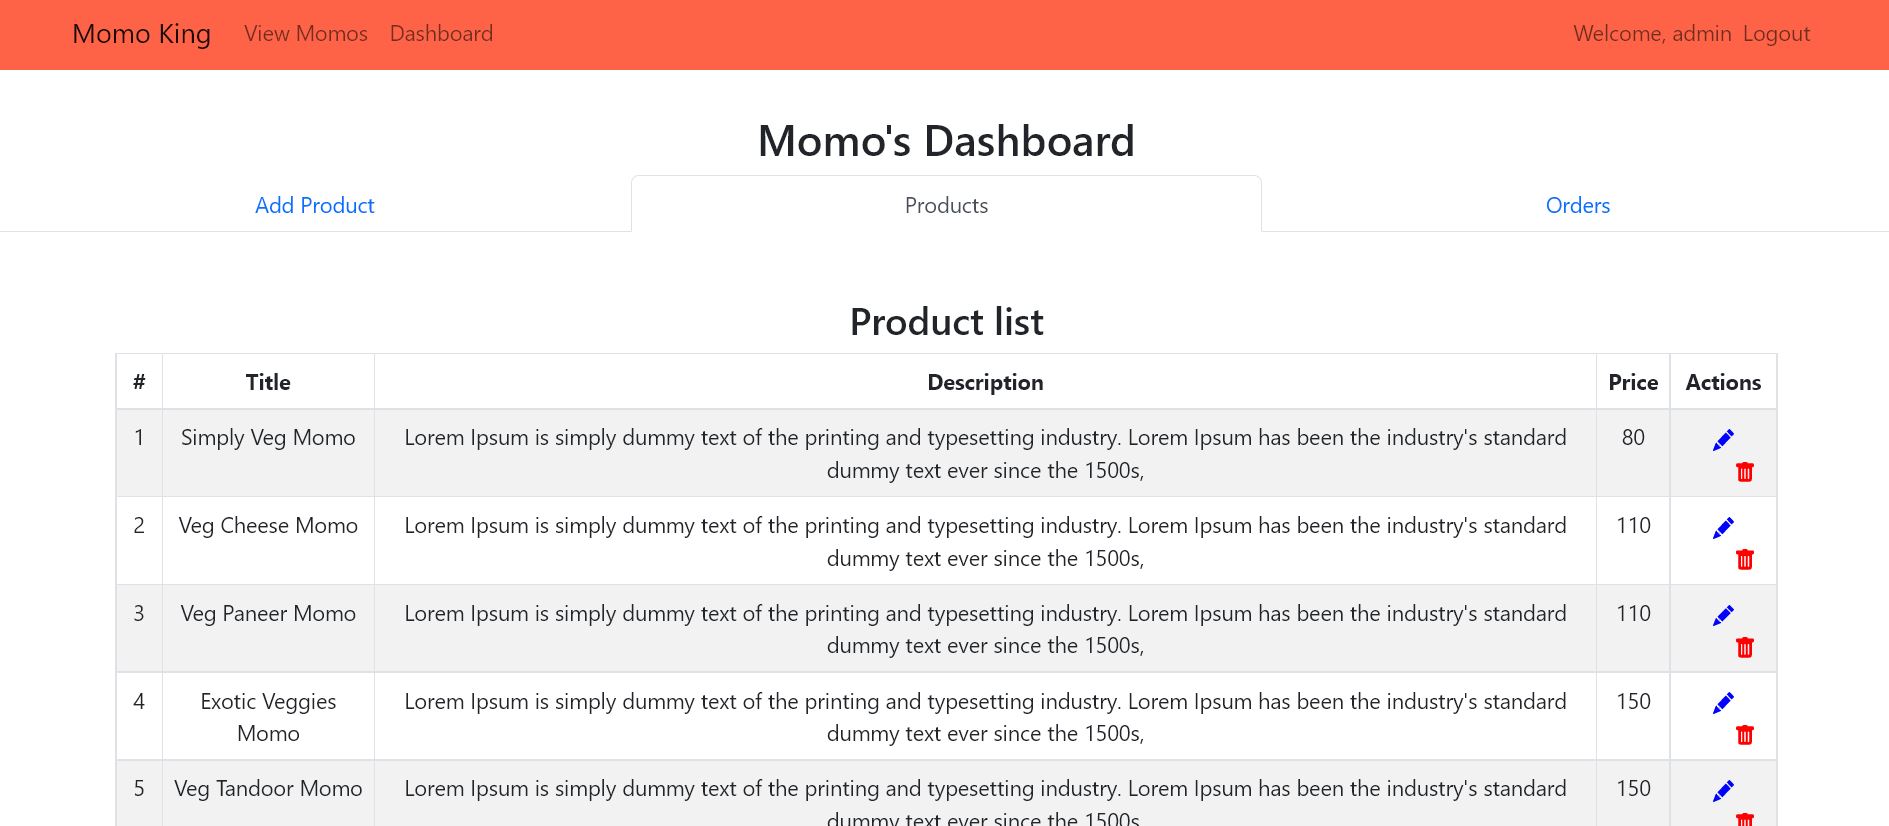 Momo King View Momos Dashboard Welcome, admin Logout
Momo's Dashboard
Add Product Products Orders
Product list
# Title Description Price Actions
1 Simply Veg Momo Lorem Ipsum is simply dummy text of the printing and typesetting industry. Lorem Ipsum has been the industry's standard 80
dummy text ever since the 1500s,
2 Veg Cheese Momo Lorem Ipsum is simply dummy text of the printing and typesetting industry. Lorem Ipsum has been the industry's standard 110
dummy text ever since the 1500s,
3 Veg Paneer Momo Lorem Ipsum is simply dummy text of the printing and typesetting industry. Lorem Ipsum has been the industry's standard 110
dummy text ever since the 1500s,
4 Exotic Veggies Lorem Ipsum is simply dummy text of the printing and typesetting industry. Lorem Ipsum has been the industry's standard 150
Momo dummy text ever since the 1500s,
5 Veg Tandoor Momo Lorem Ipsum is simply dummy text of the printing and typesetting industry. Lorem Ipsum has been the industry's standard 150
dummy text ever since the 1500s,